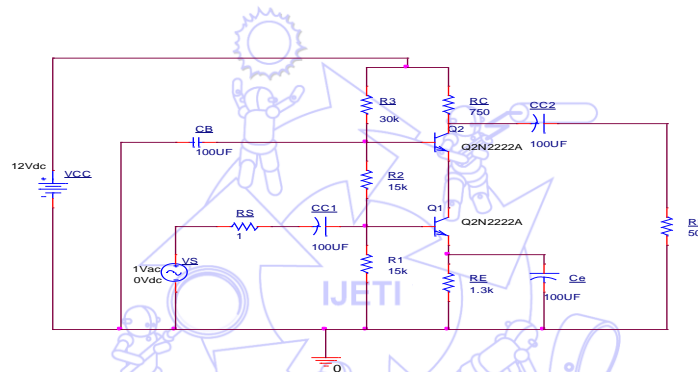 R3
RC
CC2
30k
750
CB
Q2
100UF
Q2N2222A
100UF
12Vdc
VCC
R2
15k
RS
CC1
Q1
Q2N2222A
1
100UF
VS
R1
1Vac
0Vdc
15k
RE
1.3k
Ce
100UF
IJETI
0